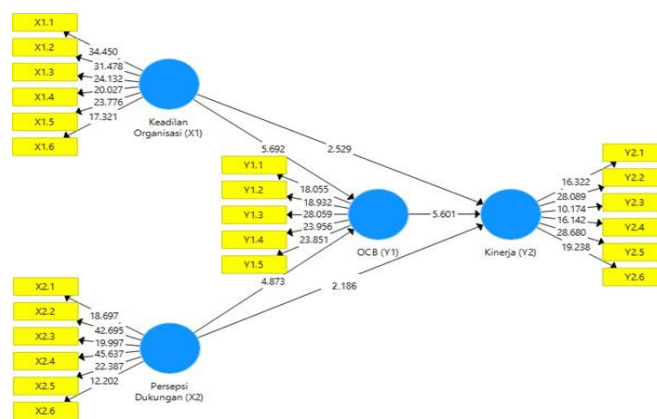 X1.1
X1.2
X1.3
X1.4
X1.5
X1.6
34.450
31.478
24.132
20.027
23.776
17.321
Keadilan
Organisasi (X1)
5.692
2.529
Y1.1
Y1.2
Y1.3
Y1.4
Y1.5
18.055
18.932
28.059
23.956
23.851
OCB (Y1)
5.601
Kinerja (Y2)
16.322
28.089
10.174
16.142
28.680
19.238
Y2.1
Y2.2
Y2.3
Y2.4
Y2.5
Y2.6
4.873
2.186
X2.1
X2.2
X2.3
X2.4
X2.5
X2.6
18.697
42.695
19.997
45.637
22.387
12.202
Persepsi
Dukungan (X2)